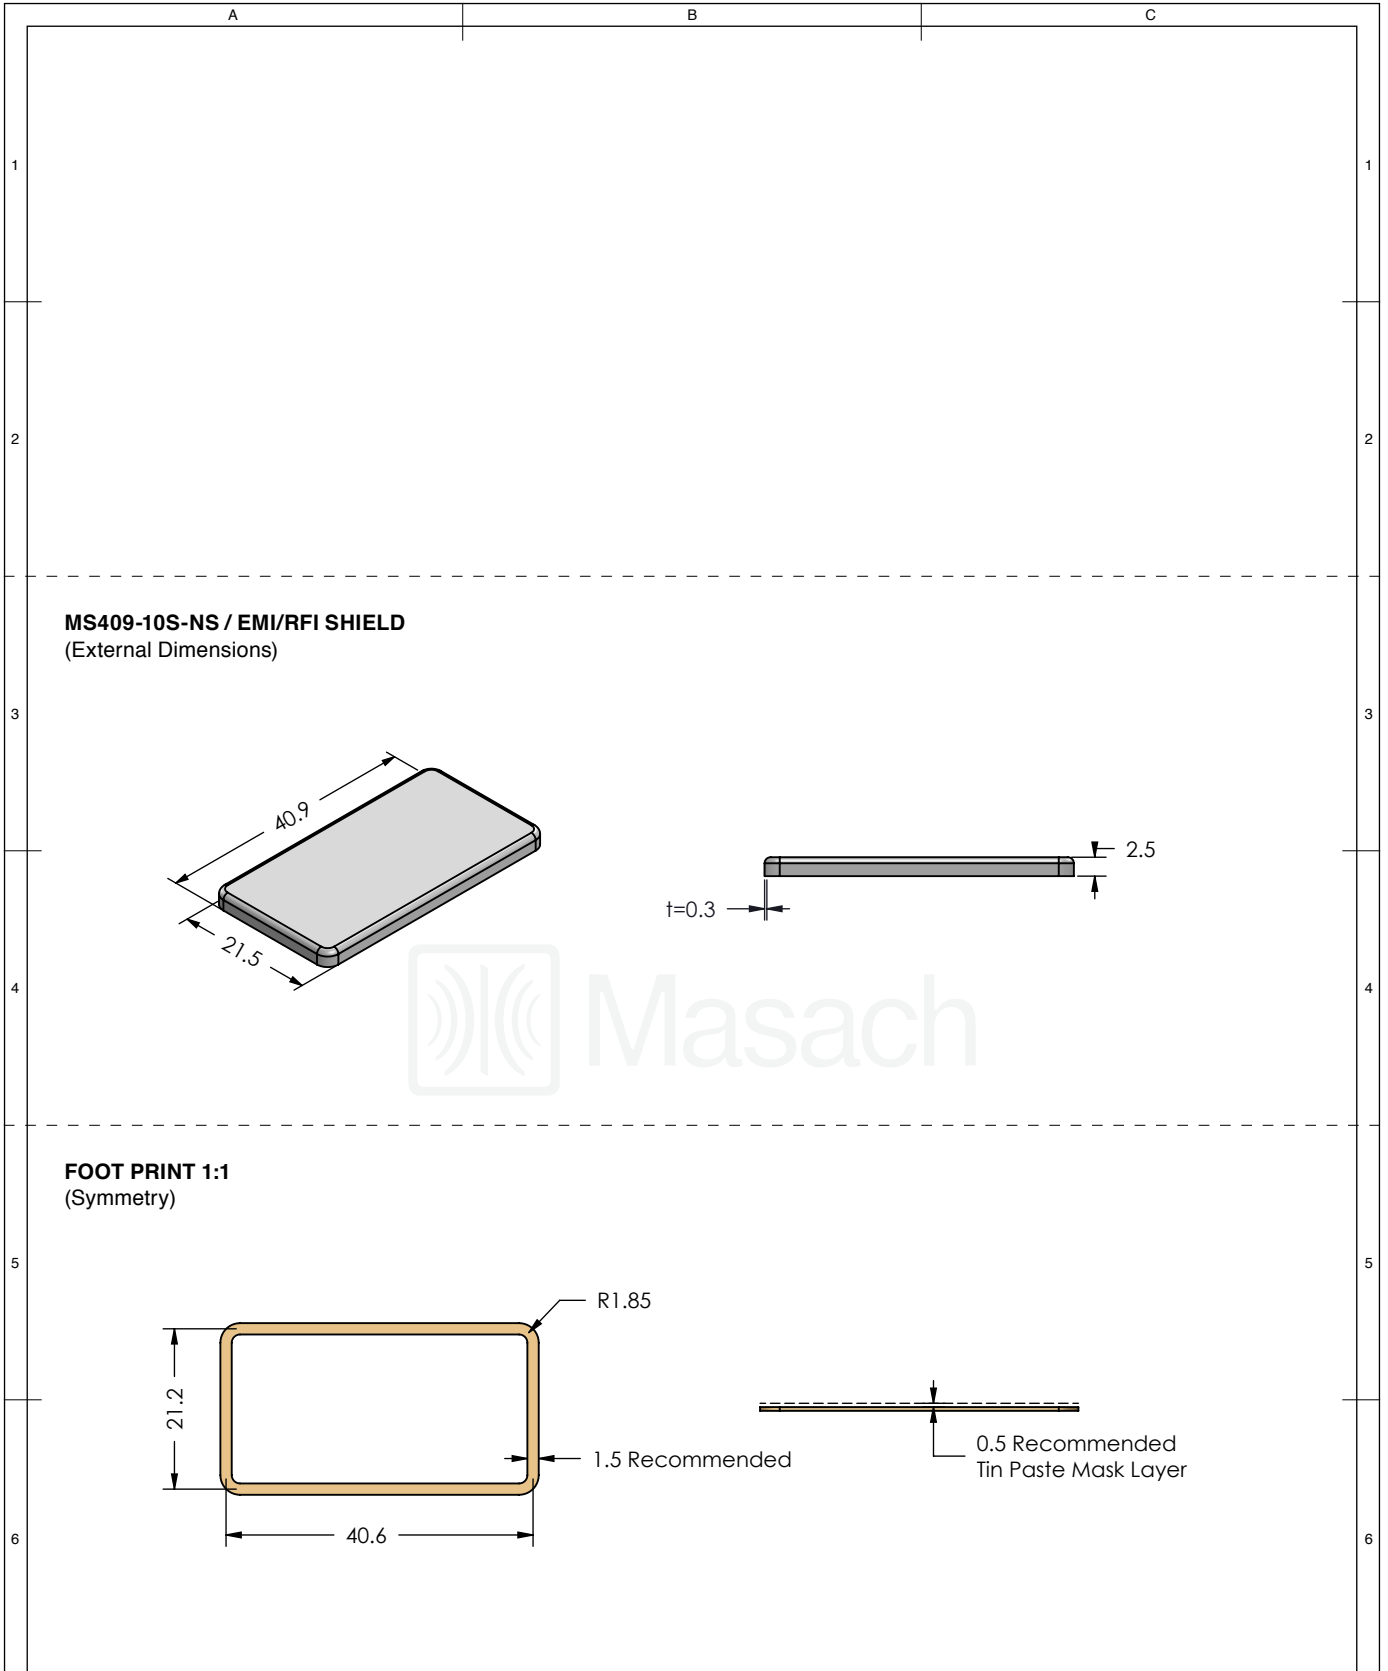 A B C
1 1
2 2
MS409-10S-NS / EMI/RFI SHIELD
(External Dimensions)
3 3
40.9
2.5
t=0.3
21.5
4 4
Masach
FOOT PRINT 1:1
(Symmetry)
5 5
R1.85
21.2
0.5 Recommended
1.5 Recommended
Tin Paste Mask Layer
40.6
6 6